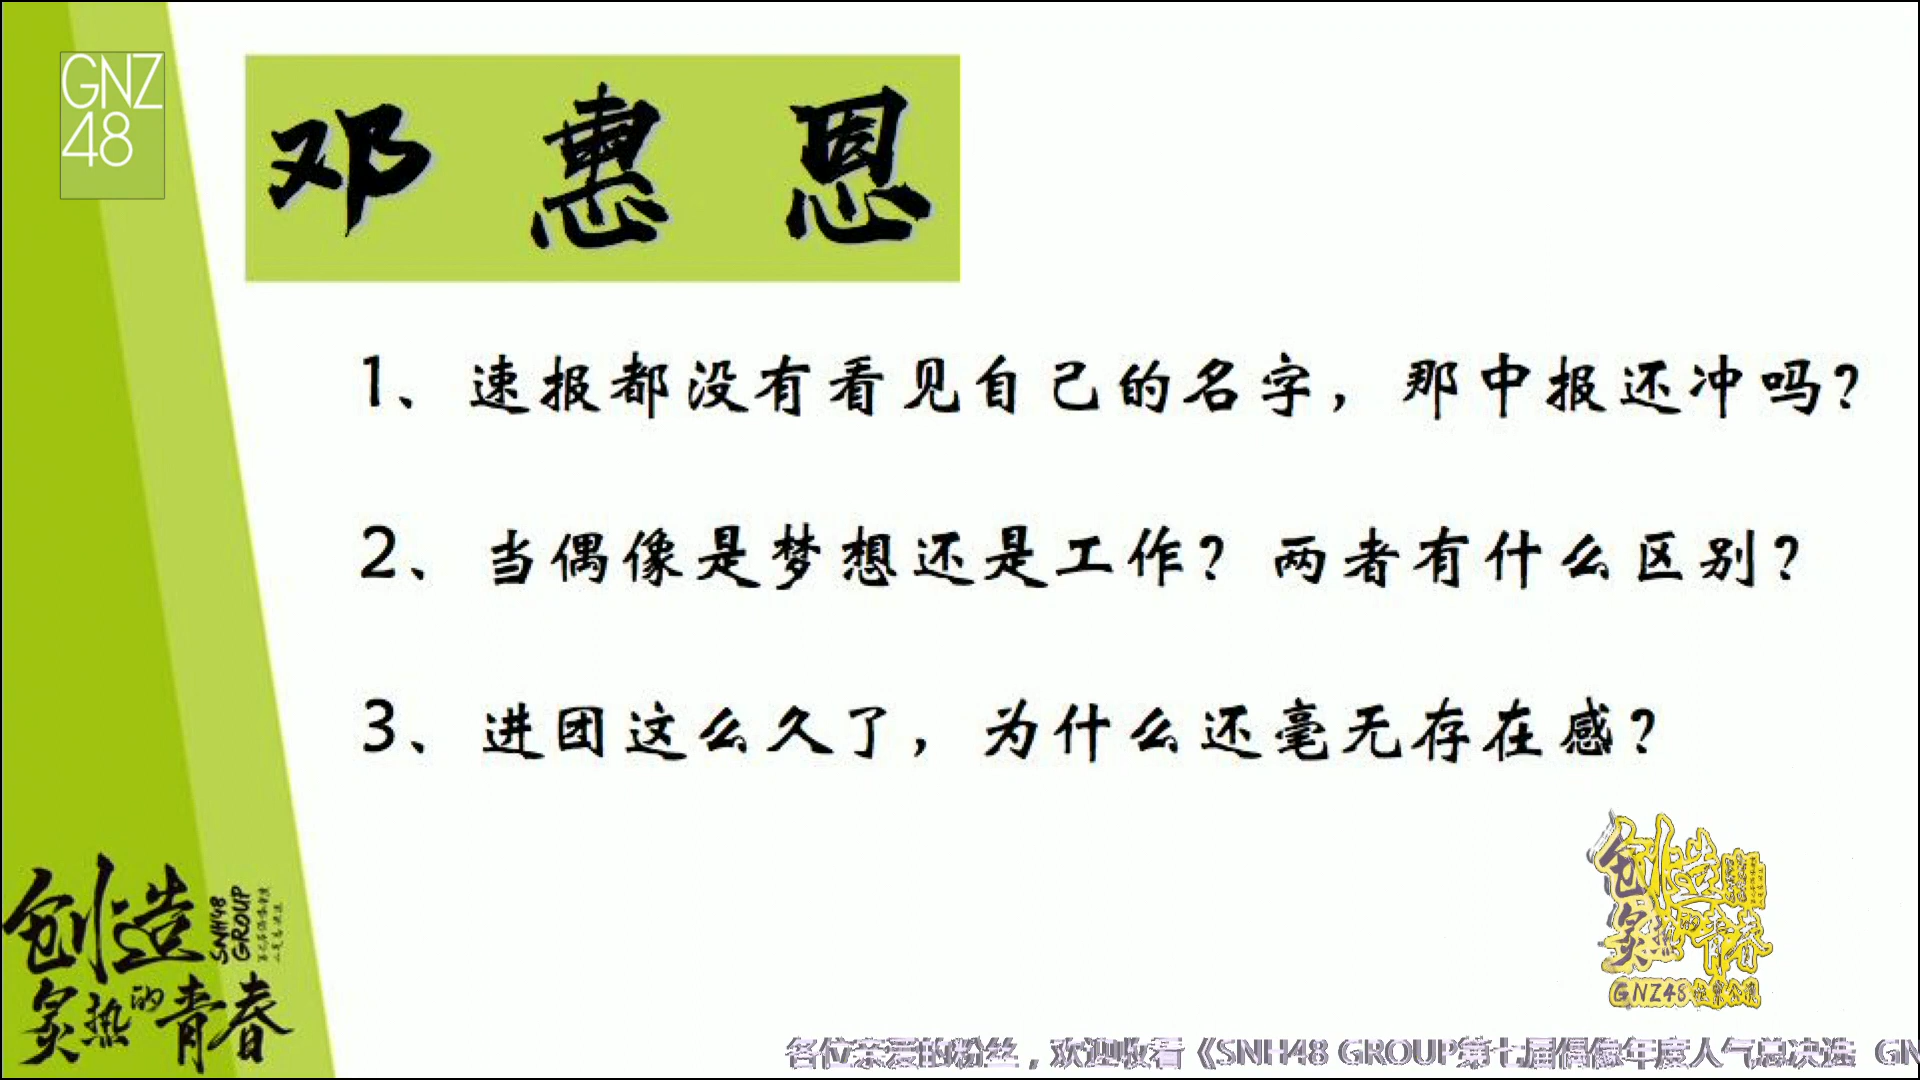 GNZ
48
邓惠恩
1、速报都没有看见自己的名字，那中报还冲吗？
2、当偶像是梦想还是工作？两者有什么区别？
3、进团这么久了，为什么还毫无存在感？
创造
SNH48
GROUP
炙热的青春
创造
炙热的青春
GNZ48
各位亲爱的粉丝，欢迎收看《SNH48 GROUP第七届偶像年度人气总决选 GN